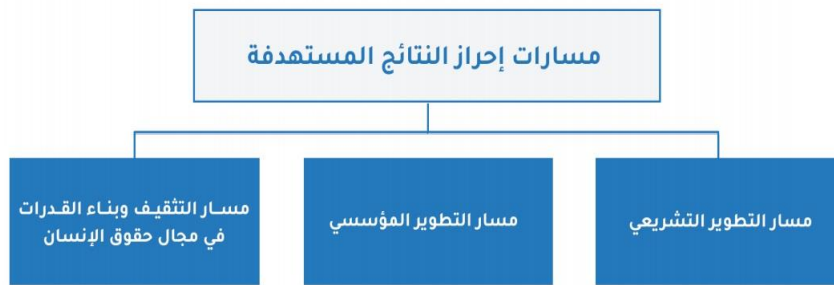 مسارات إحراز النتائج المستهدفة
مسار التطوير التشريعي
مسار التطوير المؤسسي
مسار التثقيف وبناء القدرات
في مجال حقوق الإنسان